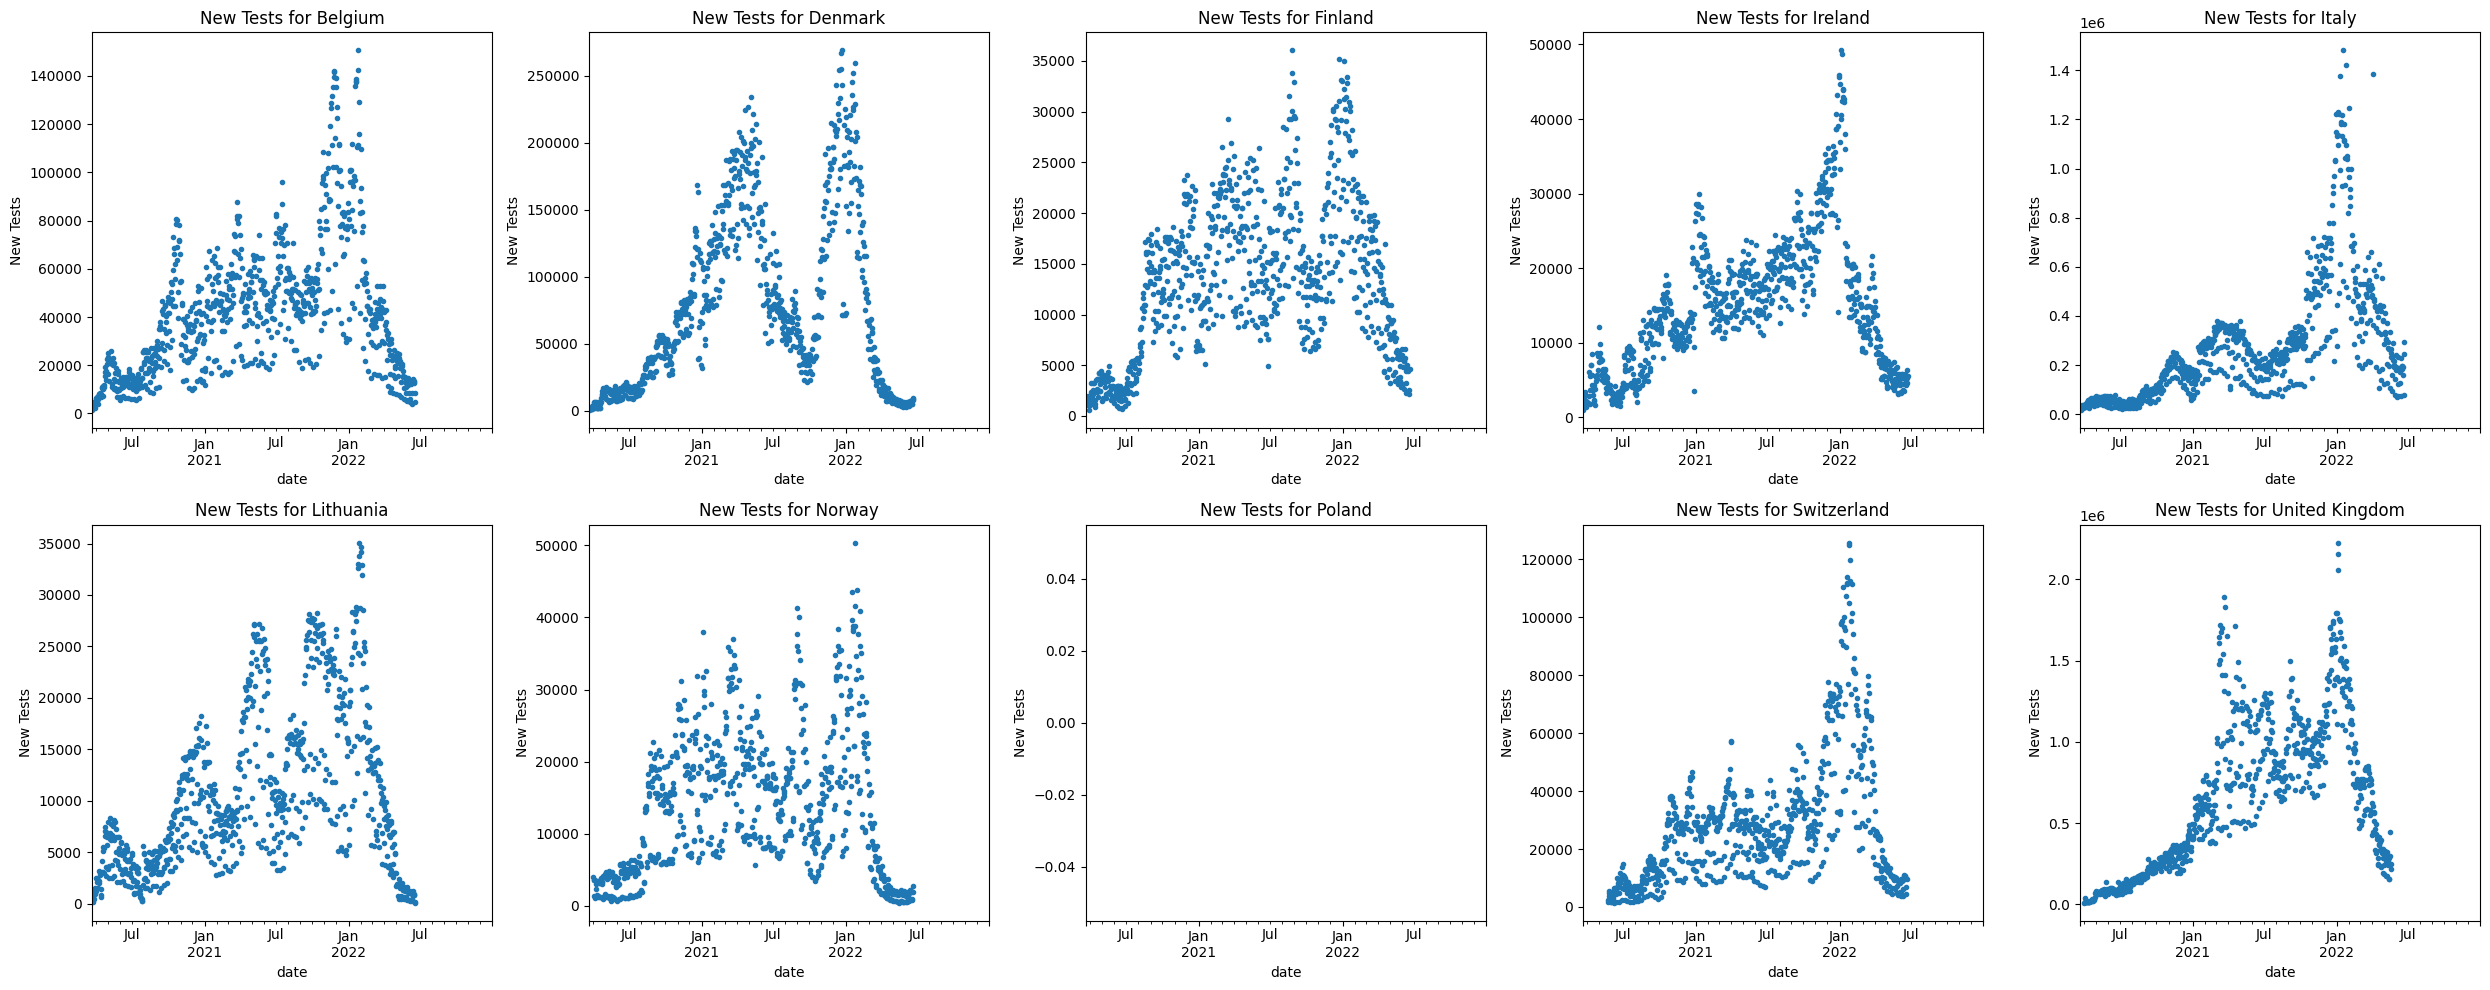 New Tests for Belgium
New Tests
140000
120000
100000
80000
60000
40000
20000
0
Jul
Jan
2021
Jul
Jan
2022
Jul
date
New Tests for Denmark
New Tests
250000
200000
150000
100000
50000
0
Jul
Jan
2021
Jul
Jan
2022
Jul
date
New Tests for Finland
New Tests
35000
30000
25000
20000
15000
10000
5000
0
Jul
Jan
2021
Jul
Jan
2022
Jul
date
New Tests for Ireland
New Tests
50000
40000
30000
20000
10000
0
Jul
Jan
2021
Jul
Jan
2022
Jul
date
New Tests for Italy
1e6
New Tests
1.4
1.2
1.0
0.8
0.6
0.4
0.2
0.0
Jul
Jan
2021
Jul
Jan
2022
Jul
date
New Tests for Lithuania
New Tests
35000
30000
25000
20000
15000
10000
5000
0
Jul
Jan
2021
Jul
Jan
2022
Jul
date
New Tests for Norway
New Tests
50000
40000
30000
20000
10000
0
Jul
Jan
2021
Jul
Jan
2022
Jul
date
New Tests for Poland
New Tests
0.04
0.02
0.00
−0.02
−0.04
Jul
Jan
2021
Jul
Jan
2022
Jul
date
New Tests for Switzerland
New Tests
120000
100000
80000
60000
40000
20000
0
Jul
Jan
2021
Jul
Jan
2022
Jul
date
New Tests for United Kingdom
1e6
New Tests
2.0
1.5
1.0
0.5
0.0
Jul
Jan
2021
Jul
Jan
2022
Jul
date